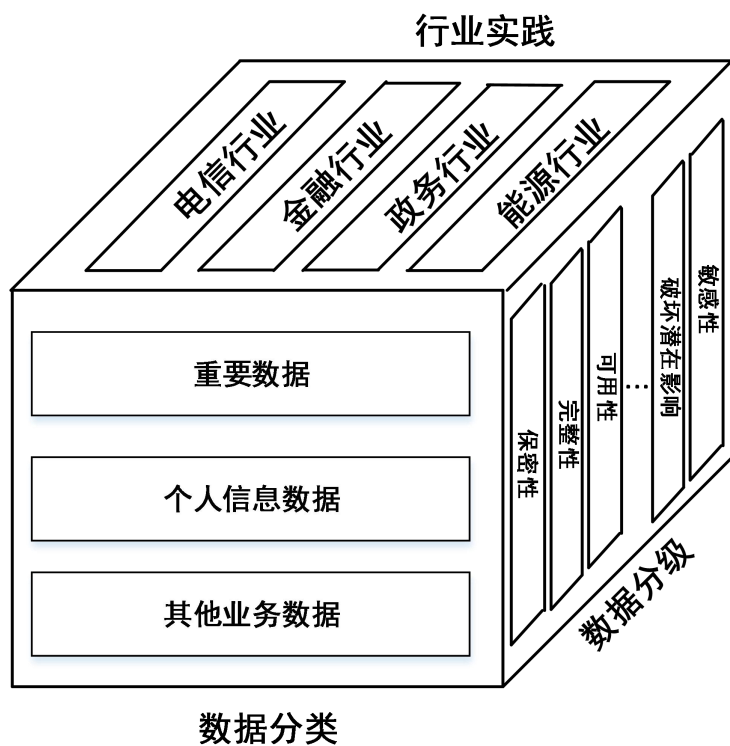 行业实践
电信行业
金融行业
政务行业
能源行业
重要数据
个人信息数据
其他业务数据
保密性
完整性
可用性
…
破坏潜在影响
敏感性
数据分级
数据分类